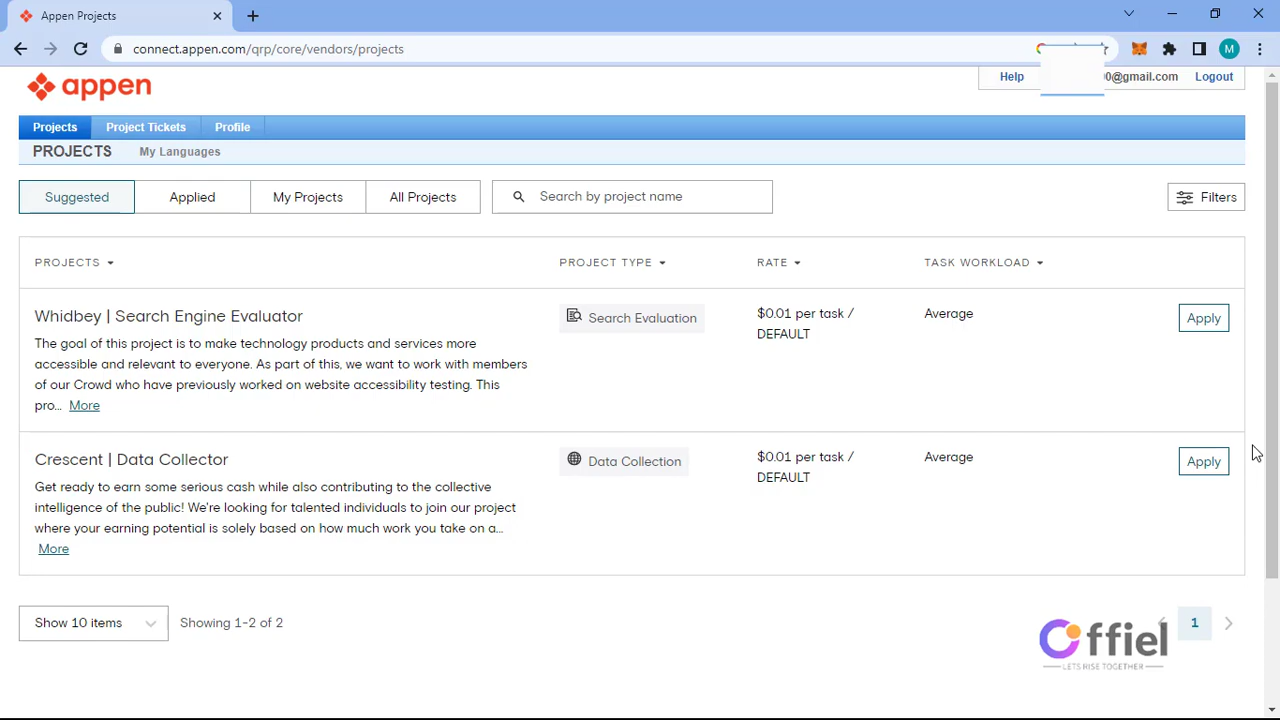 Appen Projects
connect.appen.com/qrp/core/vendors/projects
M
appen
Help 0@gmail.com Logout
Projects Project Tickets Profile
PROJECTS My Languages
Suggested Applied My Projects All Projects Search by project name Filters
PROJECTS PROJECT TYPE RATE TASK WORKLOAD
Whidbey | Search Engine Evaluator Search Evaluation $0.01 per task / Average Apply
DEFAULT
The goal of this project is to make technology products and services more
accessible and relevant to everyone. As part of this, we want to work with members
of our Crowd who have previously worked on website accessibility testing. This
pro... More
Crescent | Data Collector Data Collection $0.01 per task / Average Apply
DEFAULT
Get ready to earn some serious cash while also contributing to the collective
intelligence of the public! We're looking for talented individuals to join our project
where your earning potential is solely based on how much work you take on a...
More
Show 10 items Showing 1-2 of 2 1
Offiel
LETS RISE TOGETHER